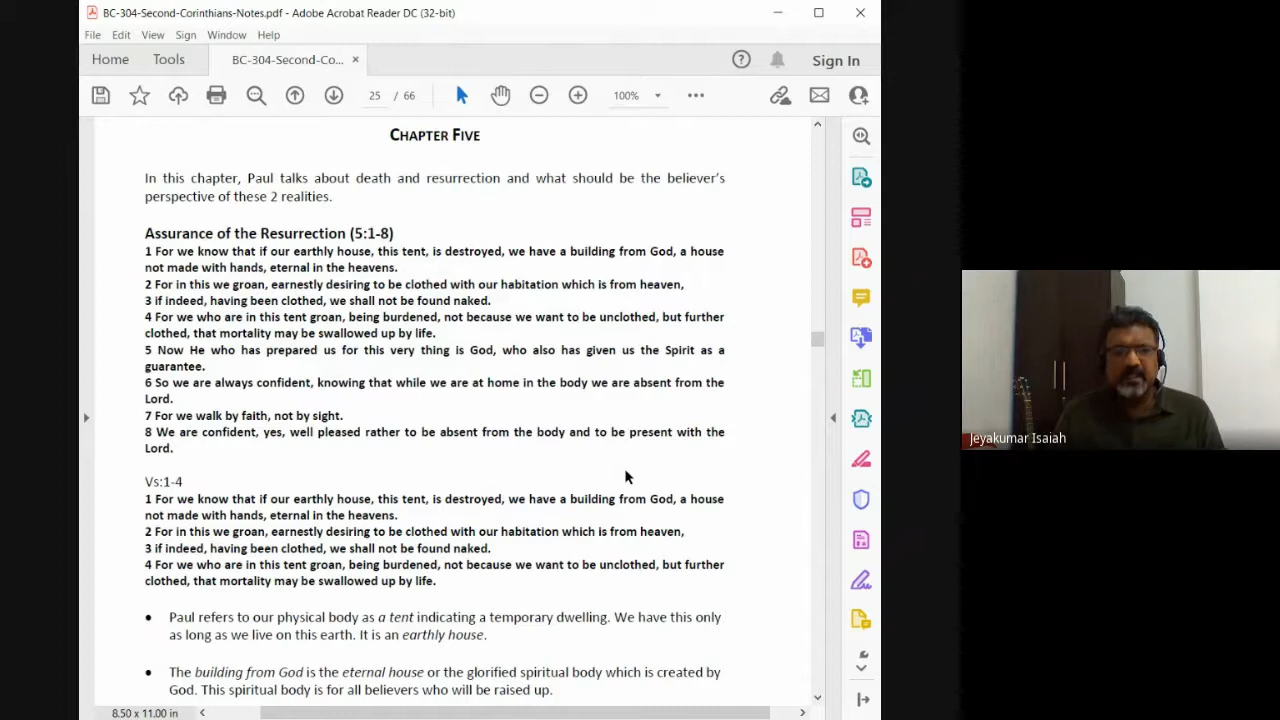 BC-304-Second-Corinthians-Notes.pdf - Adobe Acrobat Reader DC (32-bit)
File Edit View Sign Window Help
Home Tools BC-304-Second-Co... × Sign In
25 / 66 100%
CHAPTER FIVE
In this chapter, Paul talks about death and resurrection and what should be the believer's
perspective of these 2 realities.
Assurance of the Resurrection (5:1-8)
1 For we know that if our earthly house, this tent, is destroyed, we have a building from God, a house
not made with hands, eternal in the heavens.
2 For in this we groan, earnestly desiring to be clothed with our habitation which is from heaven,
3 if indeed, having been clothed, we shall not be found naked.
4 For we who are in this tent groan, being burdened, not because we want to be unclothed, but further
clothed, that mortality may be swallowed up by life.
5 Now He who has prepared us for this very thing is God, who also has given us the Spirit as a
guarantee.
6 So we are always confident, knowing that while we are at home in the body we are absent from the
Lord.
7 For we walk by faith, not by sight.
8 We are confident, yes, well pleased rather to be absent from the body and to be present with the
Lord.
Vs:1-4
1 For we know that if our earthly house, this tent, is destroyed, we have a building from God, a house
not made with hands, eternal in the heavens.
2 For in this we groan, earnestly desiring to be clothed with our habitation which is from heaven,
3 if indeed, having been clothed, we shall not be found naked.
4 For we who are in this tent groan, being burdened, not because we want to be unclothed, but further
clothed, that mortality may be swallowed up by life.
• Paul refers to our physical body as a tent indicating a temporary dwelling. We have this only
as long as we live on this earth. It is an earthly house.
• The building from God is the eternal house or the glorified spiritual body which is created by
God. This spiritual body is for all believers who will be raised up.
8.50 x 11.00 in
Jeyakumar Isaiah